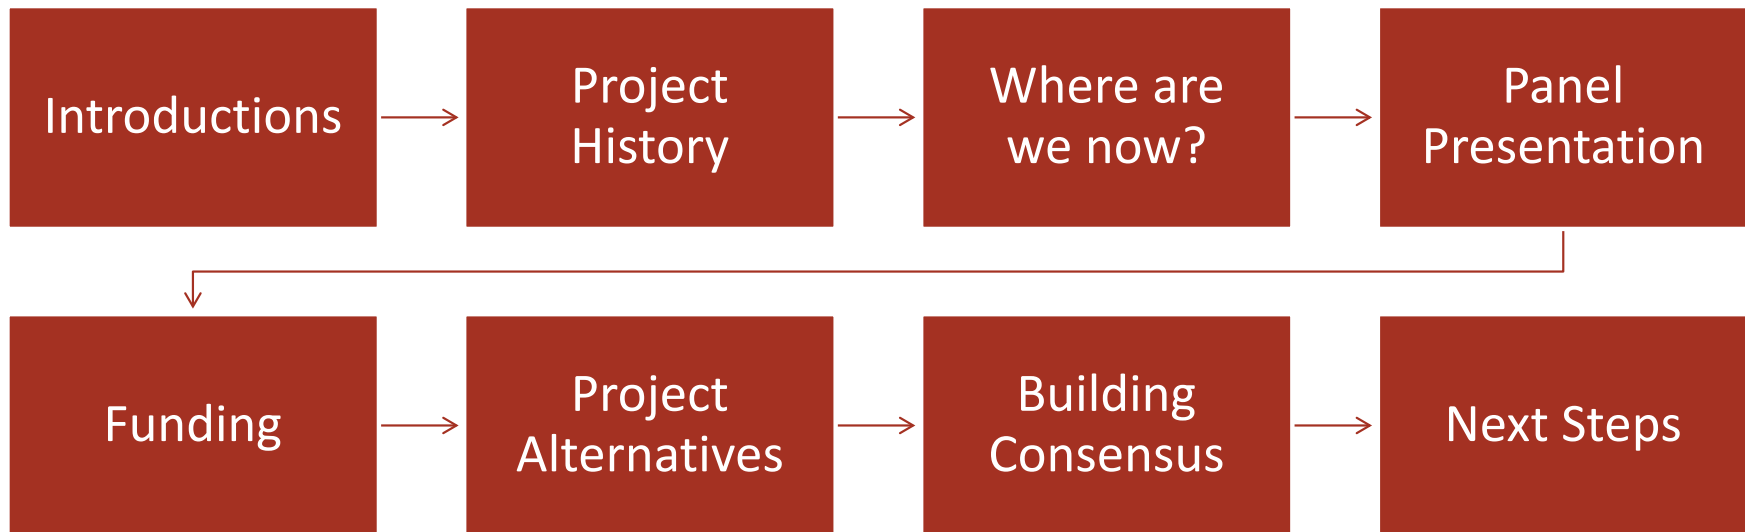 Introductions
Project
History
Where are
we now?
Panel
Presentation
Funding
Project
Alternatives
Building
Consensus
Next Steps